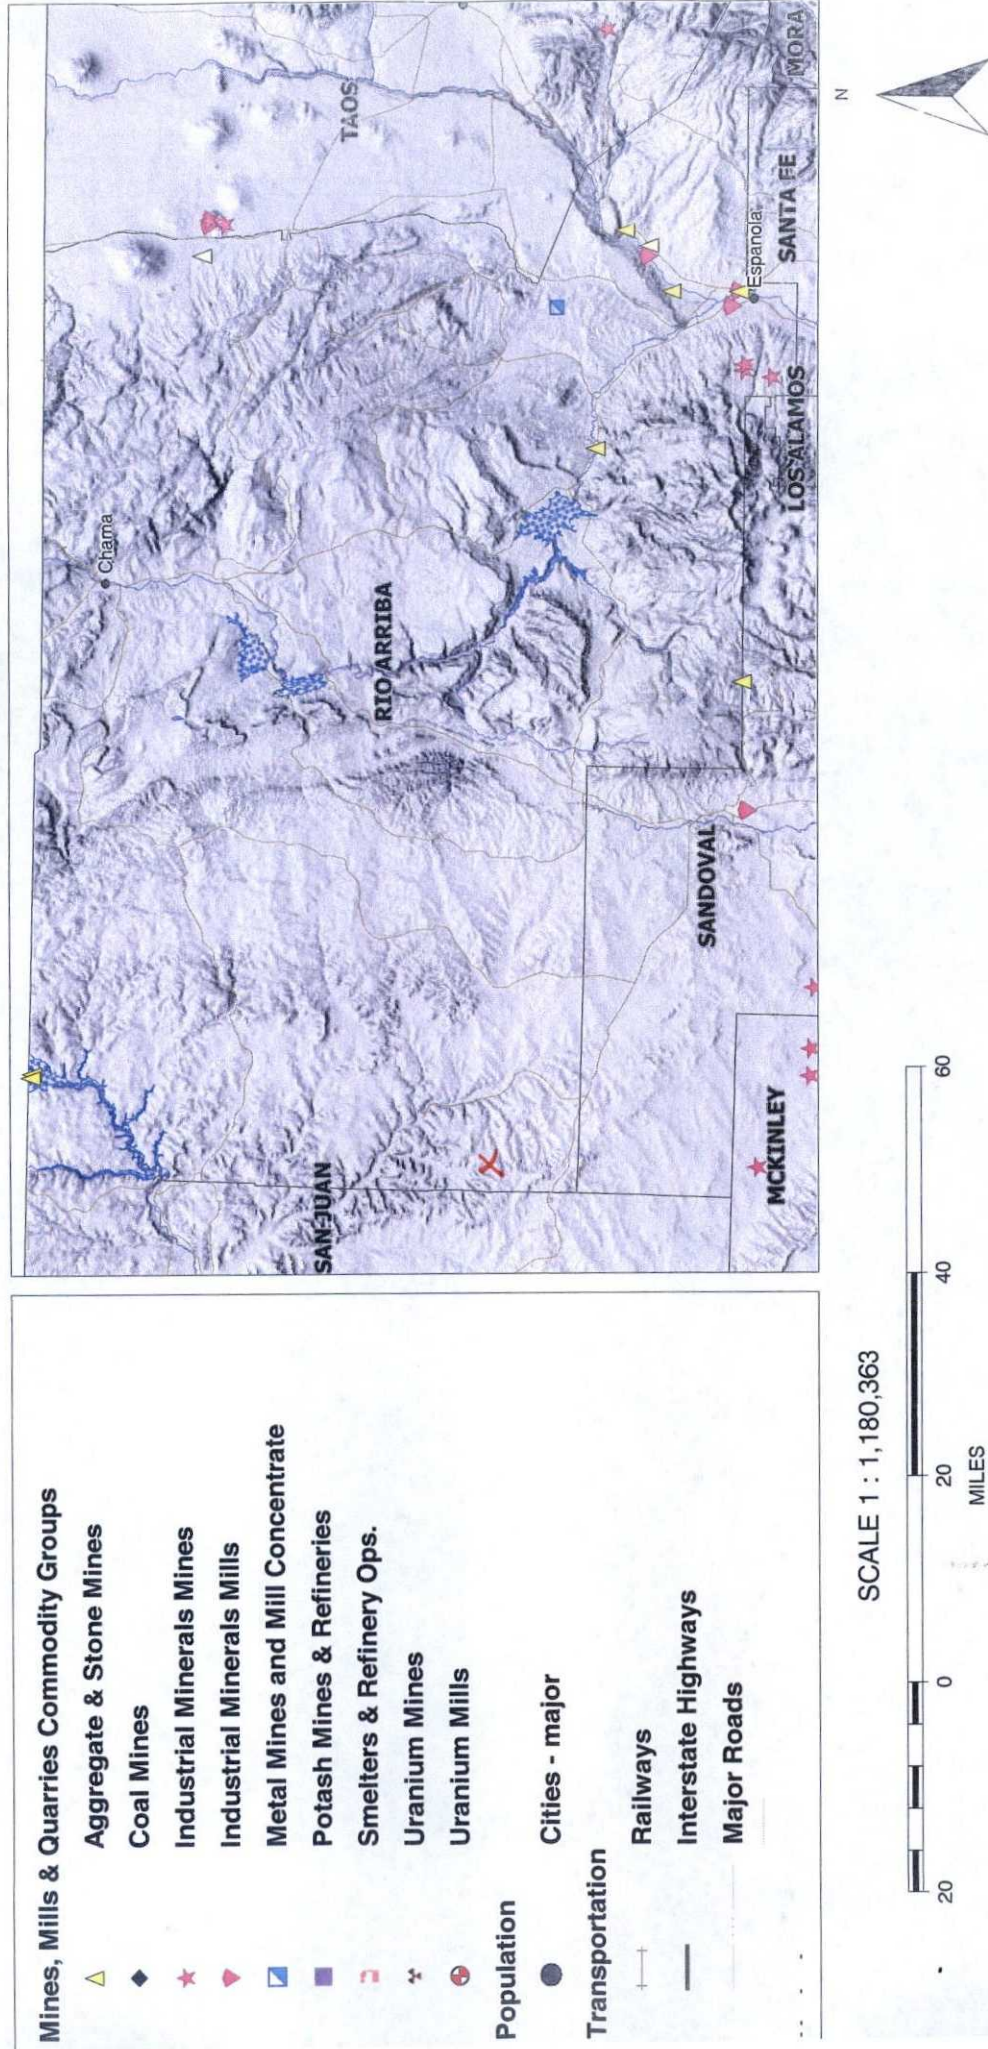 Mines, Mills & Quarries Commodity Groups
Aggregate & Stone Mines
Coal Mines
Industrial Minerals Mines
Industrial Minerals Mills
Metal Mines and Mill Concentrate
Potash Mines & Refineries
Smelters & Refinery Ops.
Uranium Mines
Uranium Mills
Population
Cities - major
Transportation
Railways
Interstate Highways
Major Roads
SAN JUAN
RIO ARRIBA
TAOS
Chama
MCKINLEY
SANDOVAL
LOS ALAMOS
SANTA FE
Espanola
MORA
X
SCALE 1 : 1,180,363
20
0
20
40
60
MILES
N